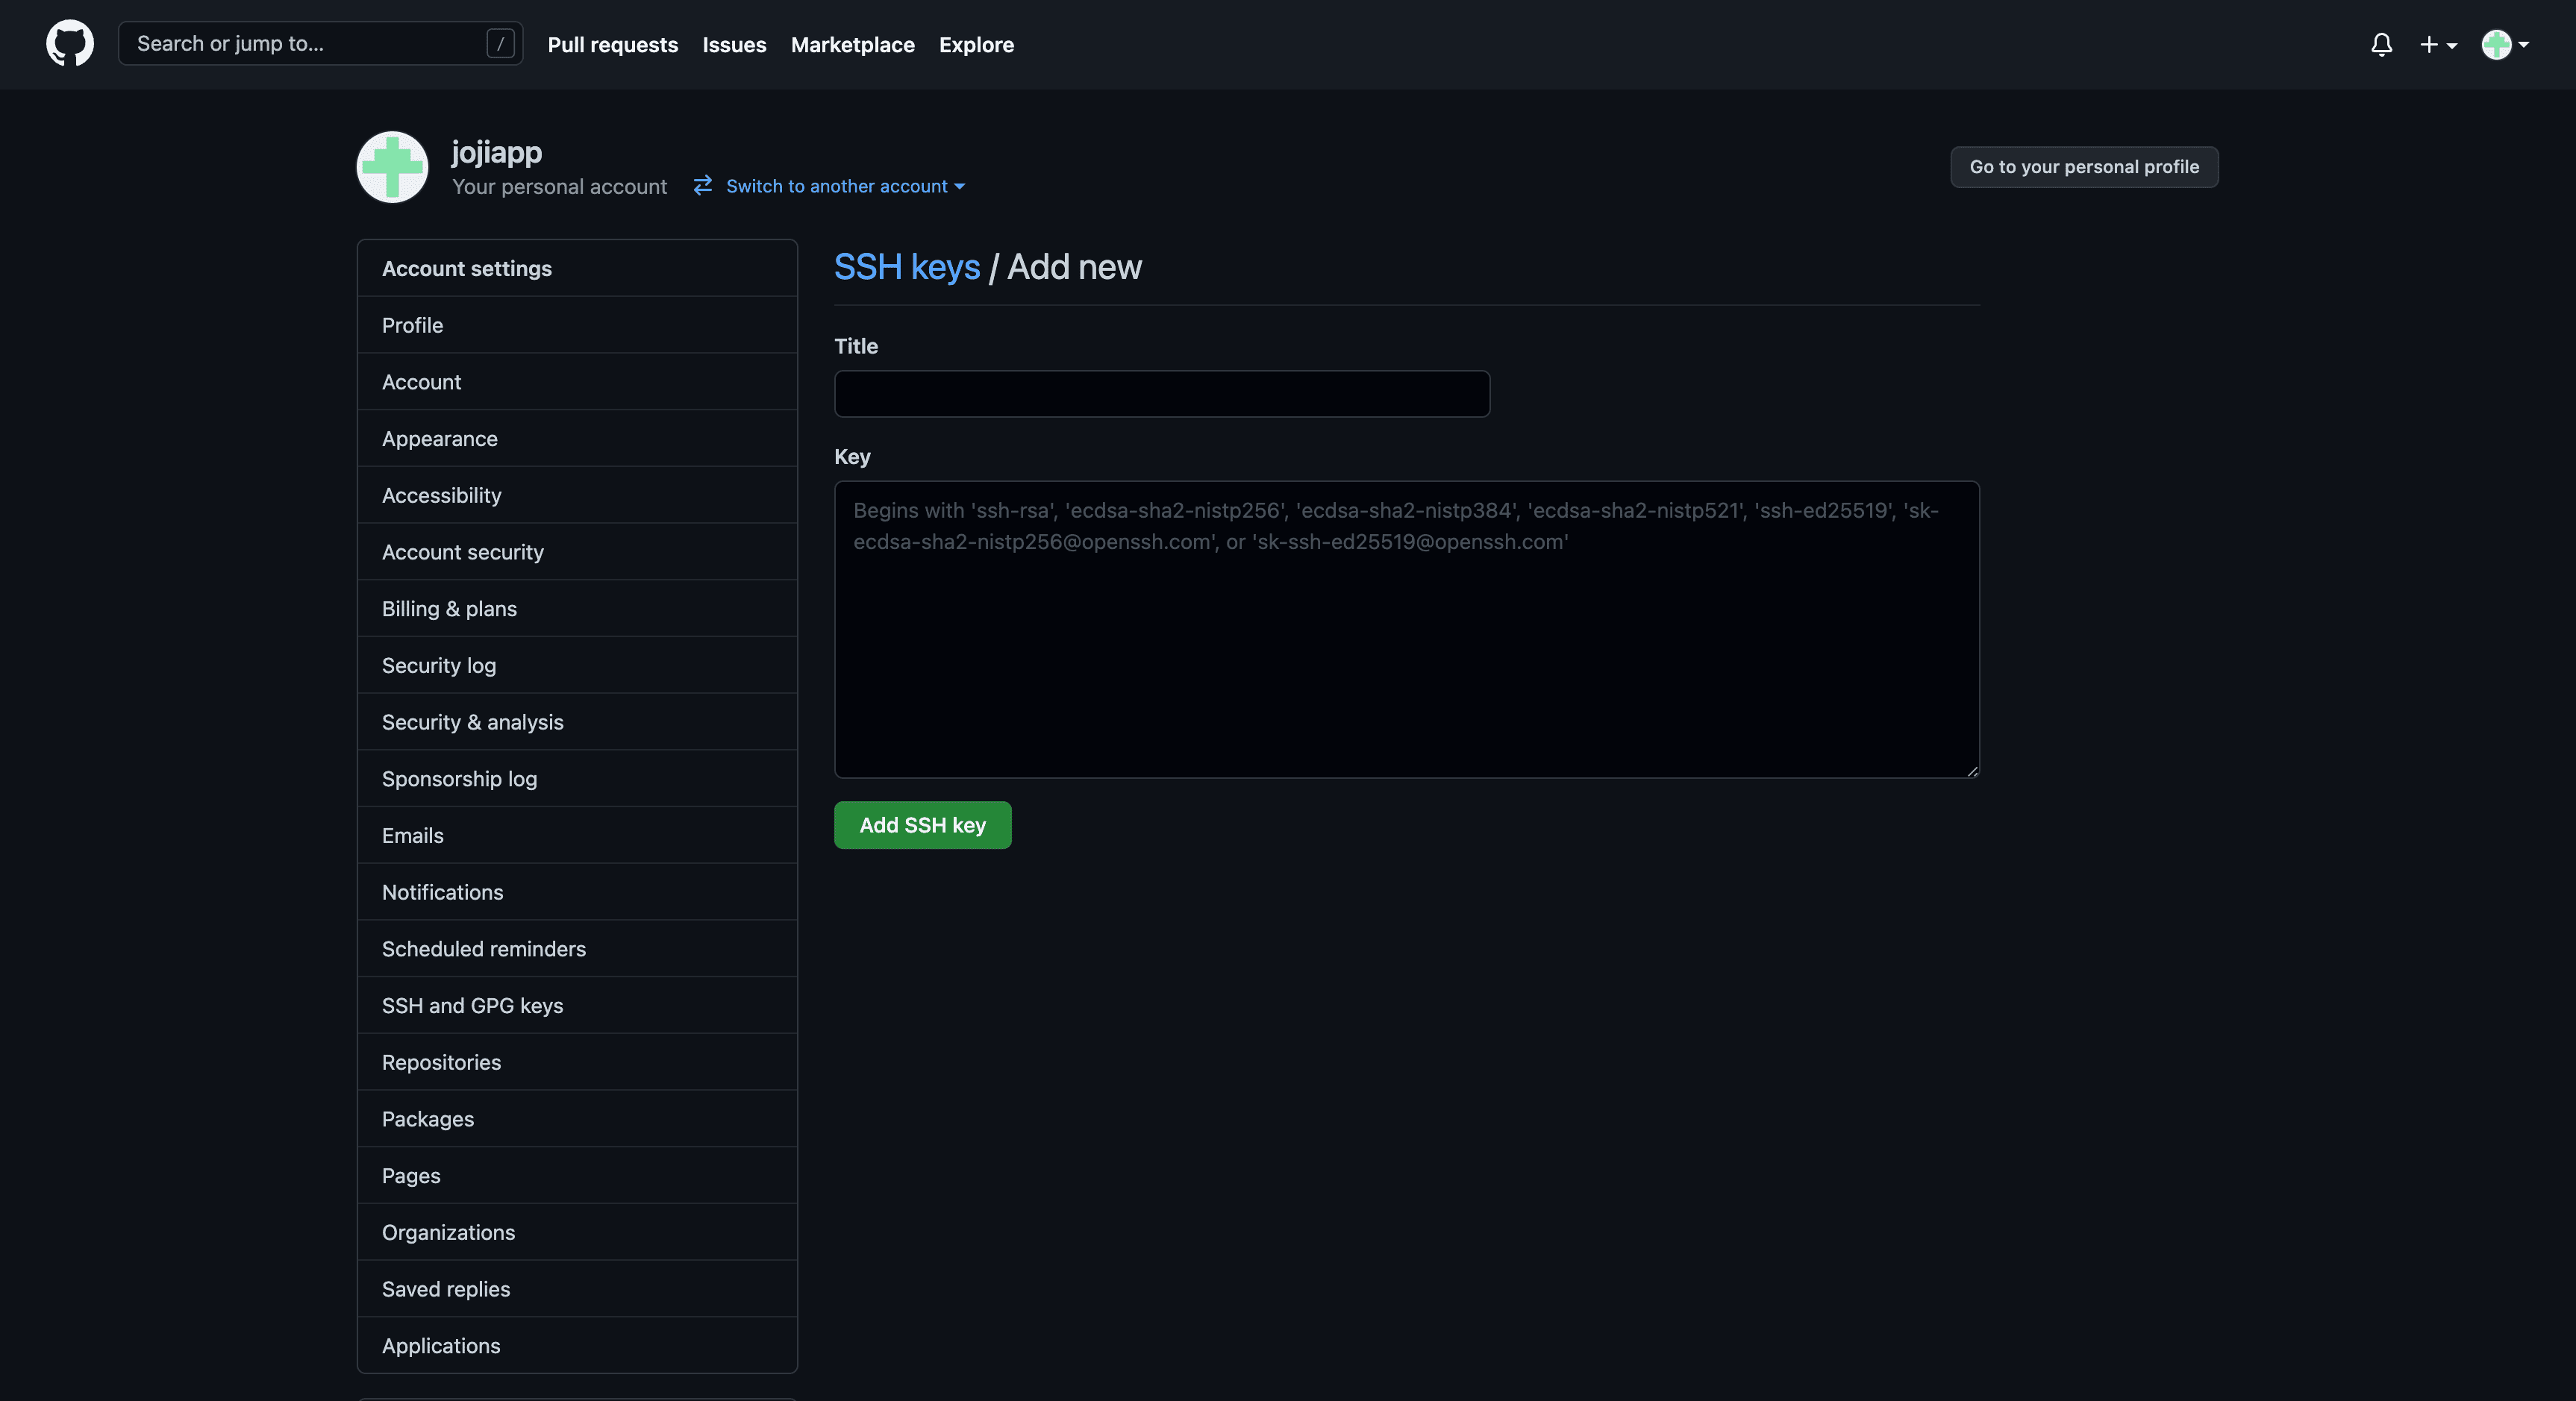 Search or jump to... /
Pull requests Issues Marketplace Explore
jojiapp
Your personal account Switch to another account
Go to your personal profile
Account settings
Profile
Account
Appearance
Accessibility
Account security
Billing & plans
Security log
Security & analysis
Sponsorship log
Emails
Notifications
Scheduled reminders
SSH and GPG keys
Repositories
Packages
Pages
Organizations
Saved replies
Applications
SSH keys / Add new
Title
Key
Begins with 'ssh-rsa', 'ecdsa-sha2-nistp256', 'ecdsa-sha2-nistp384', 'ecdsa-sha2-nistp521', 'ssh-ed25519', 'sk-
ecdsa-sha2-nistp256@openssh.com', or 'sk-ssh-ed25519@openssh.com'
Add SSH key